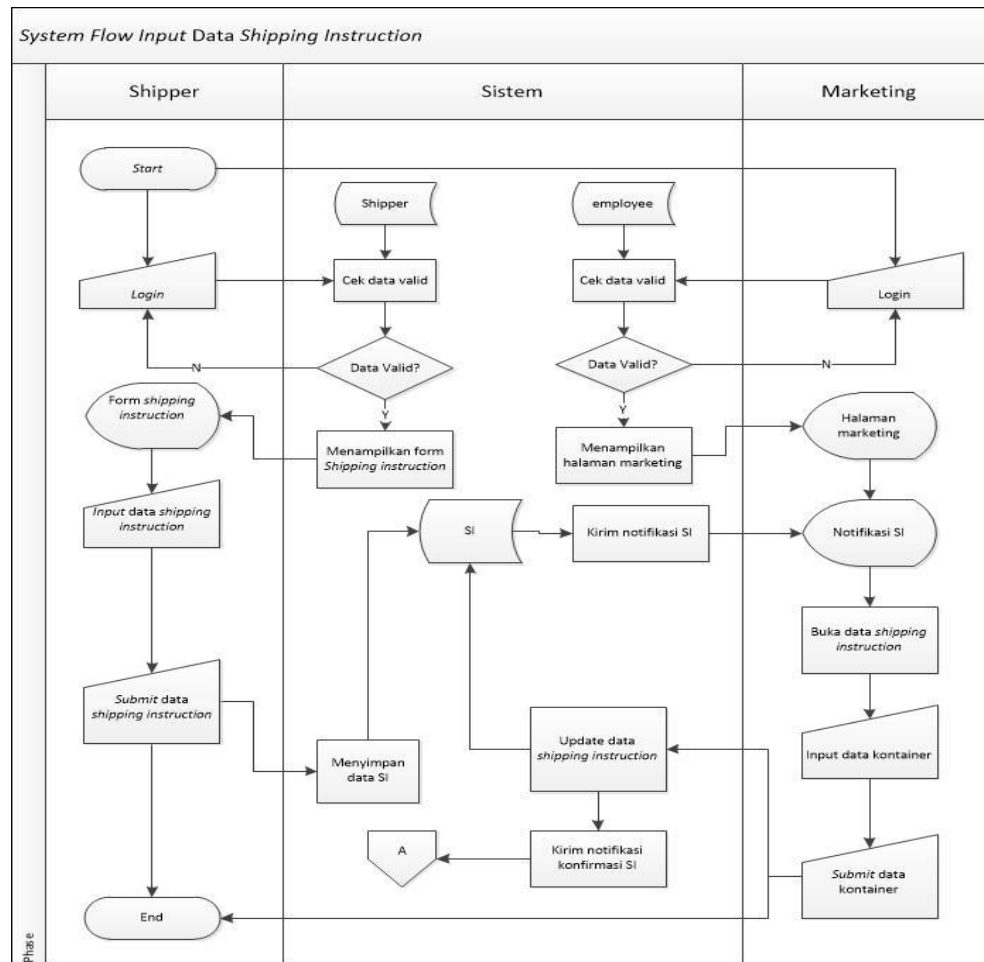 System Flow Input Data Shipping Instruction
Shipper
Sistem
Marketing
Start
Shipper
employee
Login
Cek data valid
Cek data valid
Login
N
Data Valid?
Data Valid?
N
Y
Y
Form shipping
instruction
Menampilkan form
Shipping instruction
Menampilkan
halaman marketing
Halaman
marketing
Input data shipping
instruction
SI
Kirim notifikasi SI
Notifikasi SI
Buka data shipping
instruction
Submit data
shipping instruction
Menyimpan
data SI
Update data
shipping instruction
Input data kontainer
A
Kirim notifikasi
konfirmasi SI
Submit data
kontainer
End
Phase